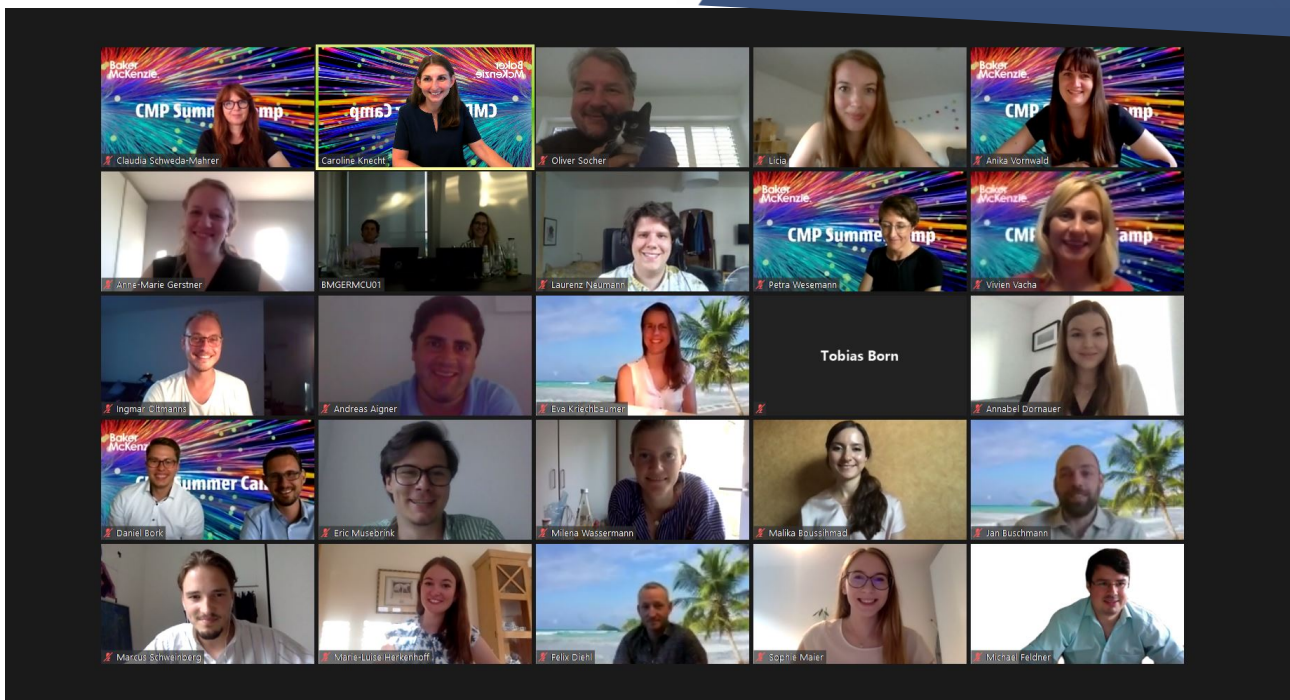 Baker
McKenzie.
CMP Summ mp
Claudia Schweda-Mahrer
Baker
McKenzie.
CM Camp
Caroline Knecht
Oliver Socher
Licia
CMP mp
Anika Vornwald
Anne-Marie Gerstner
BMGERMCU01
Laurenz Neumann
Baker
McKenzie.
CMP Summe mp
Petra Wesemann
Baker
McKenzie.
CMP amp
Vivien Vacha
Ingmar Oltmanns
Andreas Aigner
Eva Kriechbaumer
Tobias Born
Annabel Dornauer
Baker
McKenz
Summer Ca
Daniel Bork
Eric Musebrink
Milena Wassermann
Malika Boussihmad
Jan Buschmann
Marcus Schweinberg
Marie-Luise Herkenhoff
Felix Diehl
Sophie Maier
Michael Feldner